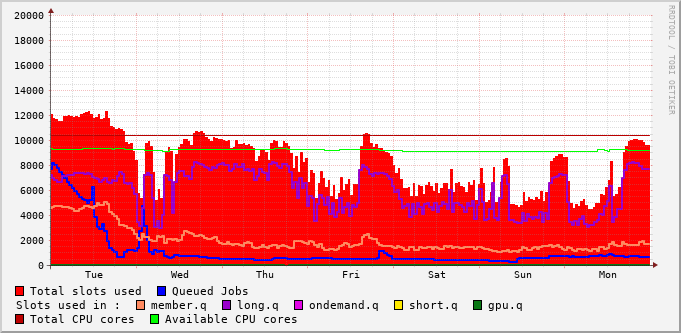 RRDTOOL / TOBI OETIKER
20000
18000
16000
14000
12000
10000
8000
6000
4000
2000
0
Tue Wed Thu Fri Sat Sun Mon
Total slots used Queued Jobs
Slots used in : member.q long.q ondemand.q short.q gpu.q
Total CPU cores Available CPU cores